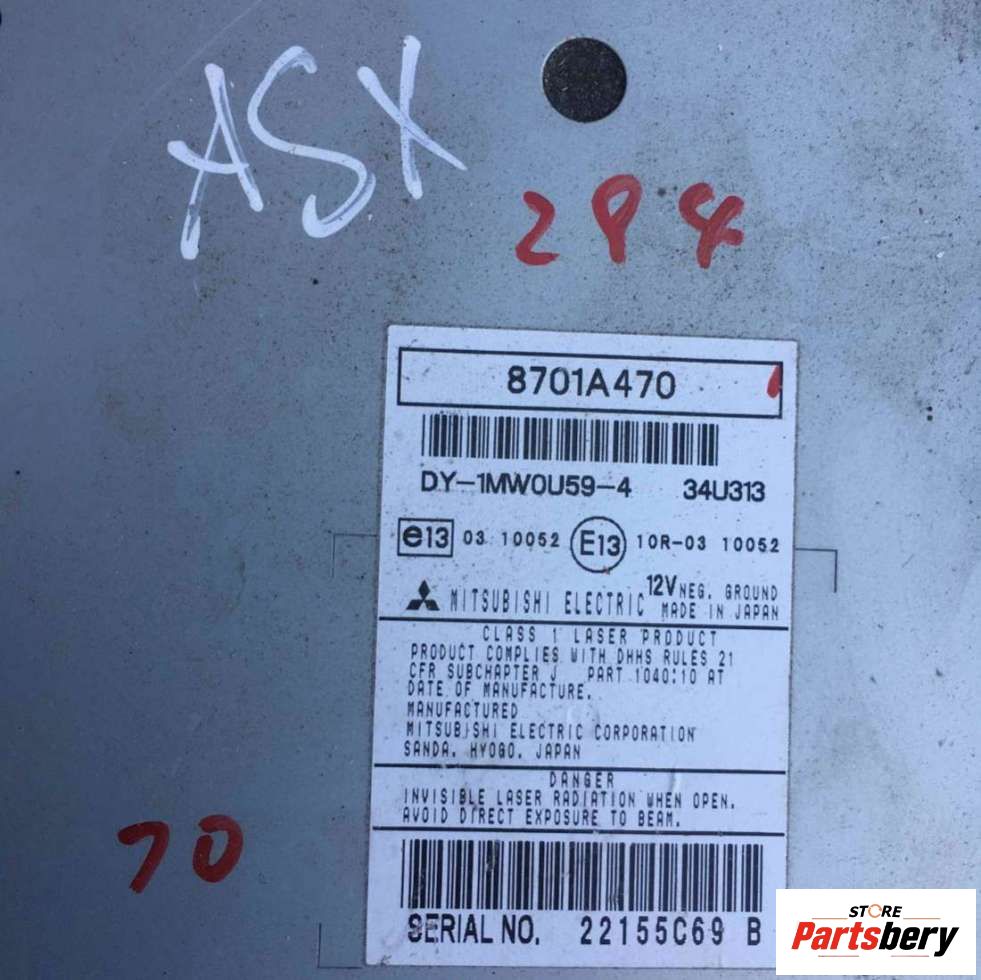 ASX
294
8701A470
DY-1MW0U59-4 34U313
e13 03 10052 E13 10R-03 10052
MITSUBISHI ELECTRIC 12V NEG. GROUND
MADE IN JAPAN
CLASS 1 LASER PRODUCT
PRODUCT COMPLIES WITH DHHS RULES 21
CFR SUBCHAPTER J PART 1040:10 AT
DATE OF MANUFACTURE.
MANUFACTURED
MITSUBISHI ELECTRIC CORPORATION
SANDA, HYOGO, JAPAN
DANGER
INVISIBLE LASER RADIATION WHEN OPEN.
AVOID DIRECT EXPOSURE TO BEAM.
70
SERIAL NO. 22155C69 B
STORE
Partsbery